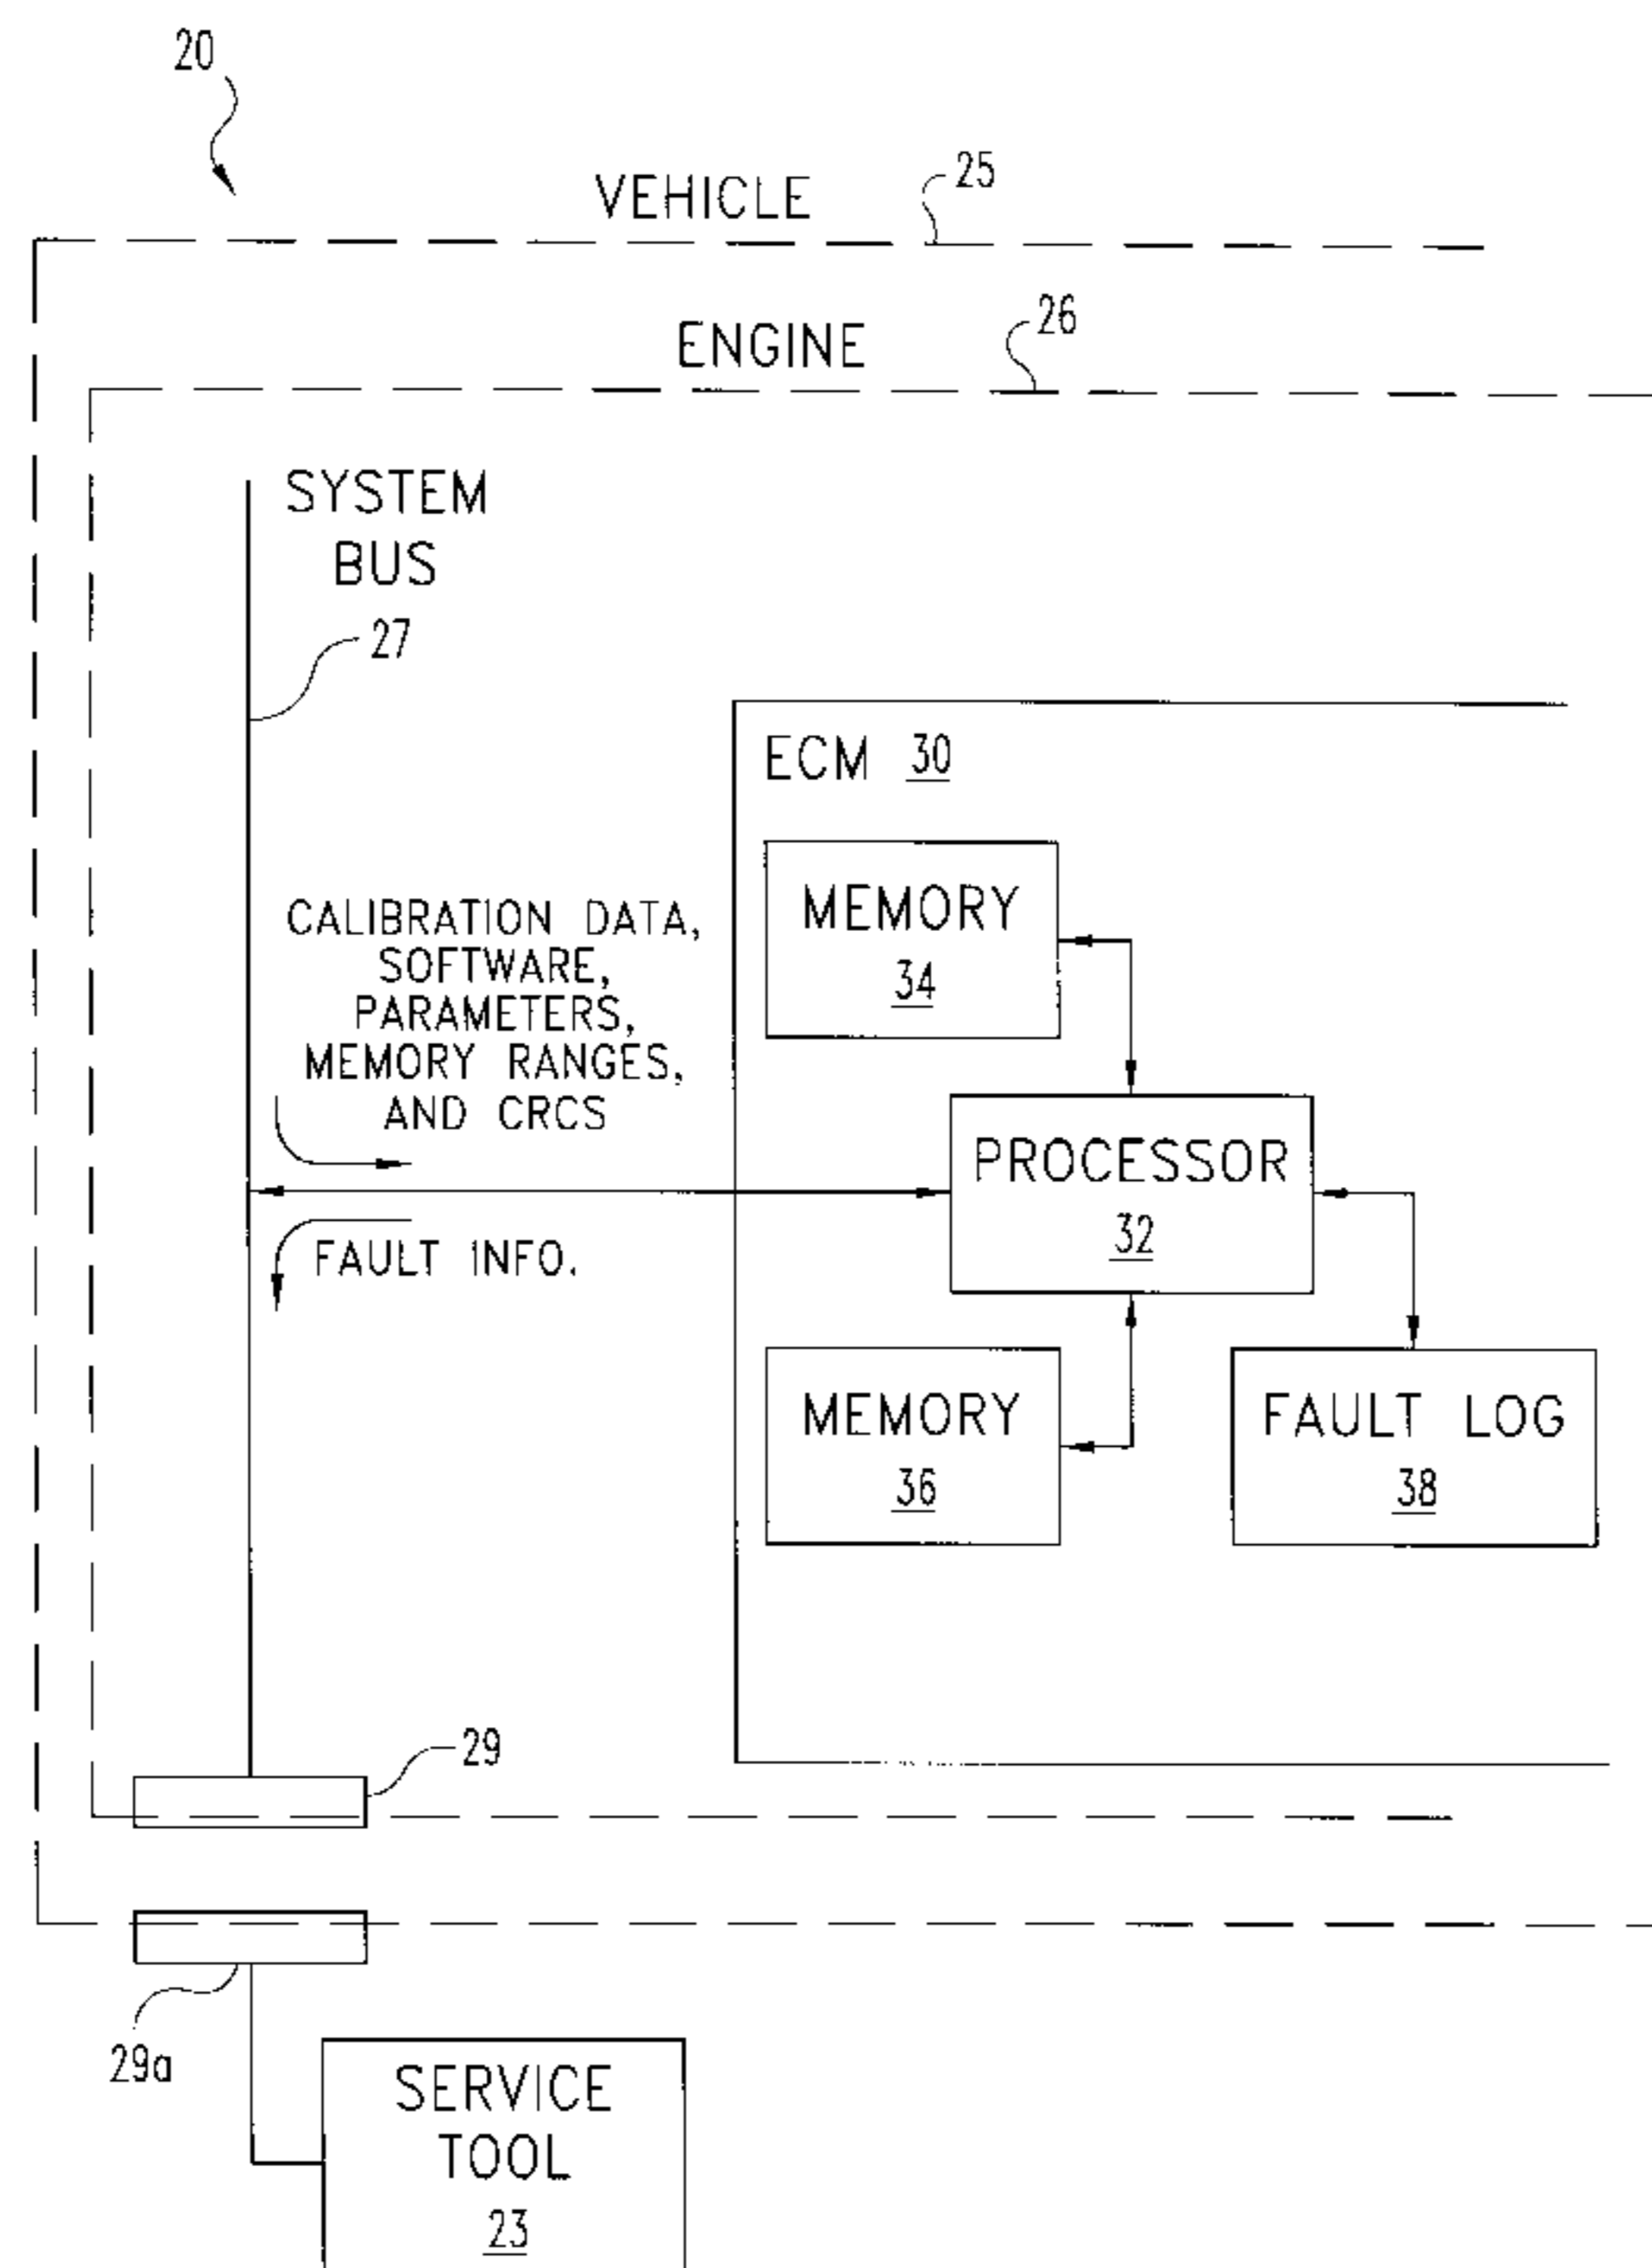 20
VEHICLE
25
ENGINE
26
SYSTEM
BUS
27
ECM 30
MEMORY
34
CALIBRATION DATA,
SOFTWARE,
PARAMETERS,
MEMORY RANGES,
AND CRCS
PROCESSOR
32
FAULT INFO.
MEMORY
36
FAULT LOG
38
29
29a
SERVICE
TOOL
23